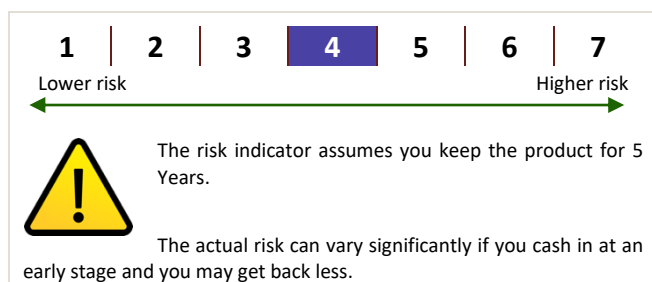 1 2 3 4 5 6 7
Lower risk Higher risk
The risk indicator assumes you keep the product for 5
Years.
The actual risk can vary significantly if you cash in at an
early stage and you may get back less.